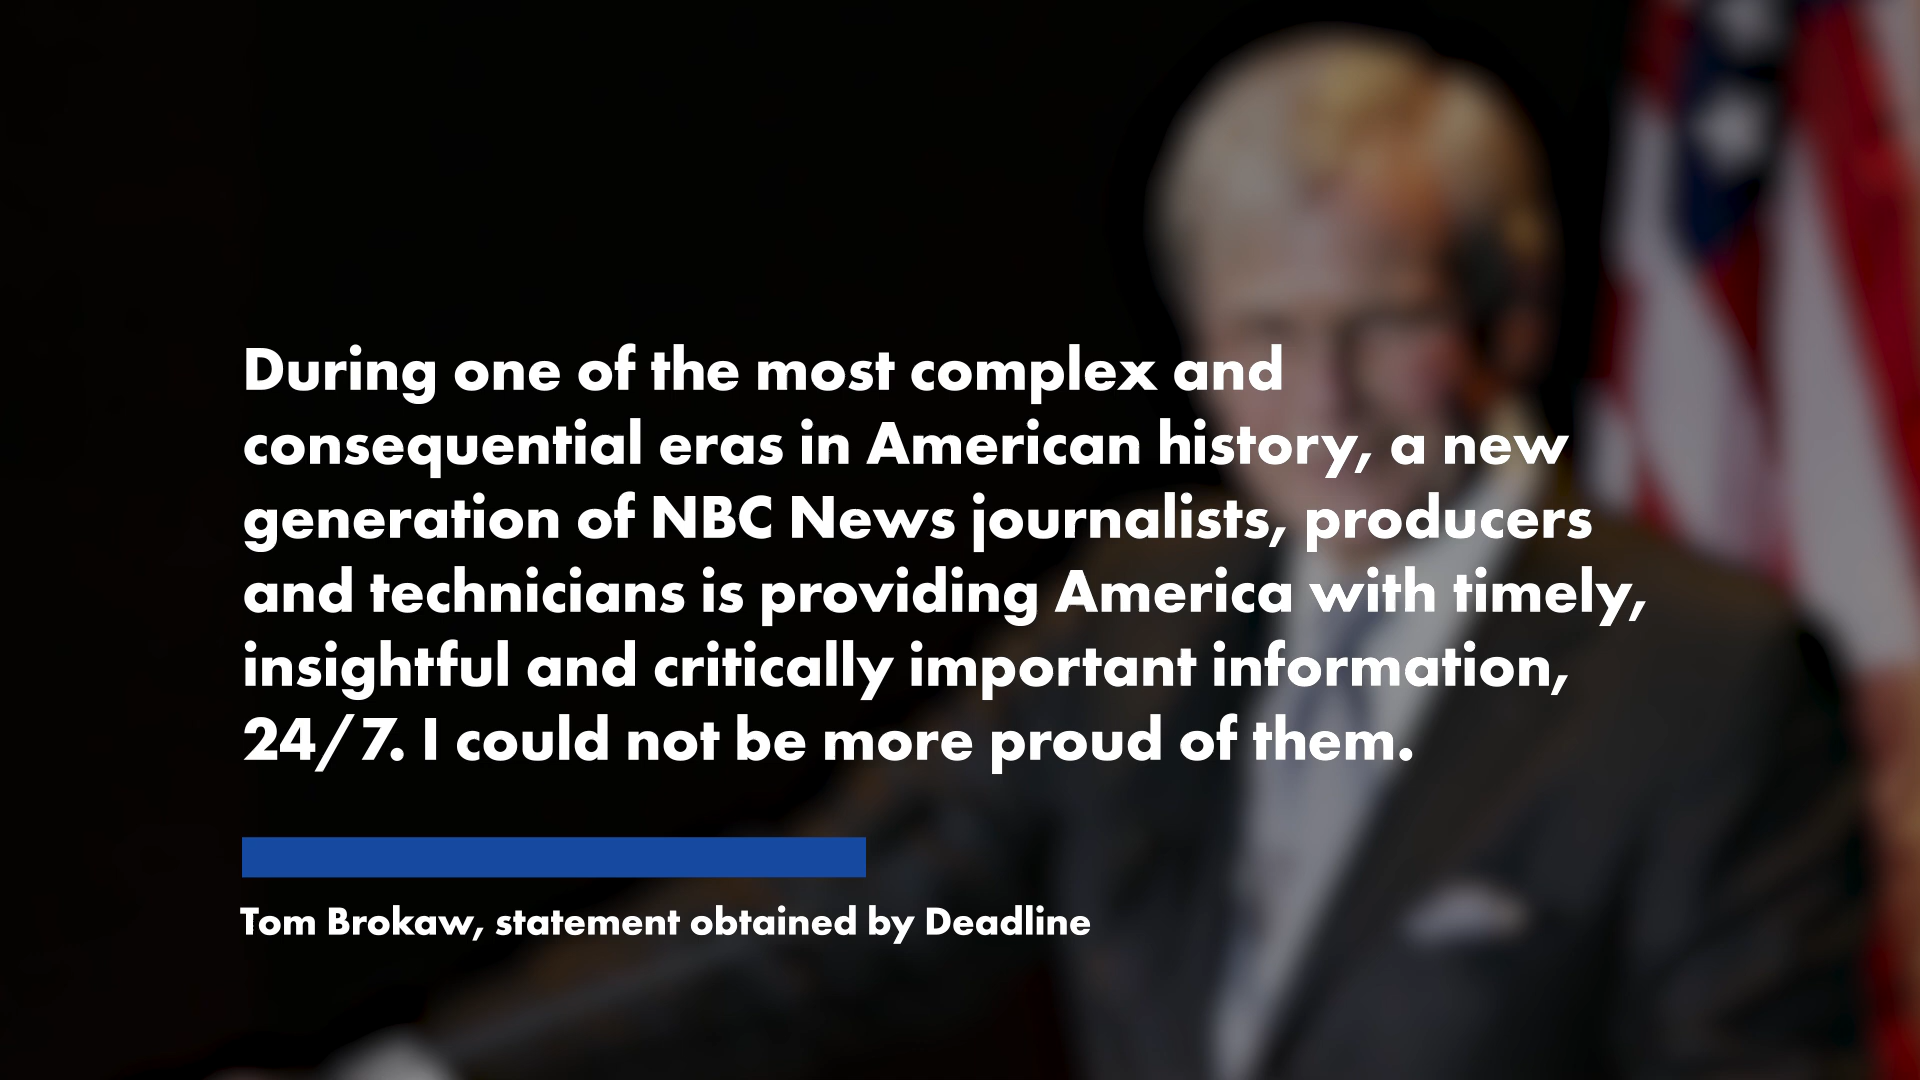 During one of the most complex and
consequential eras in American history, a new
generation of NBC News journalists, producers
and technicians is providing America with timely,
insightful and critically important information,
24/7. I could not be more proud of them.
Tom Brokaw, statement obtained by Deadline